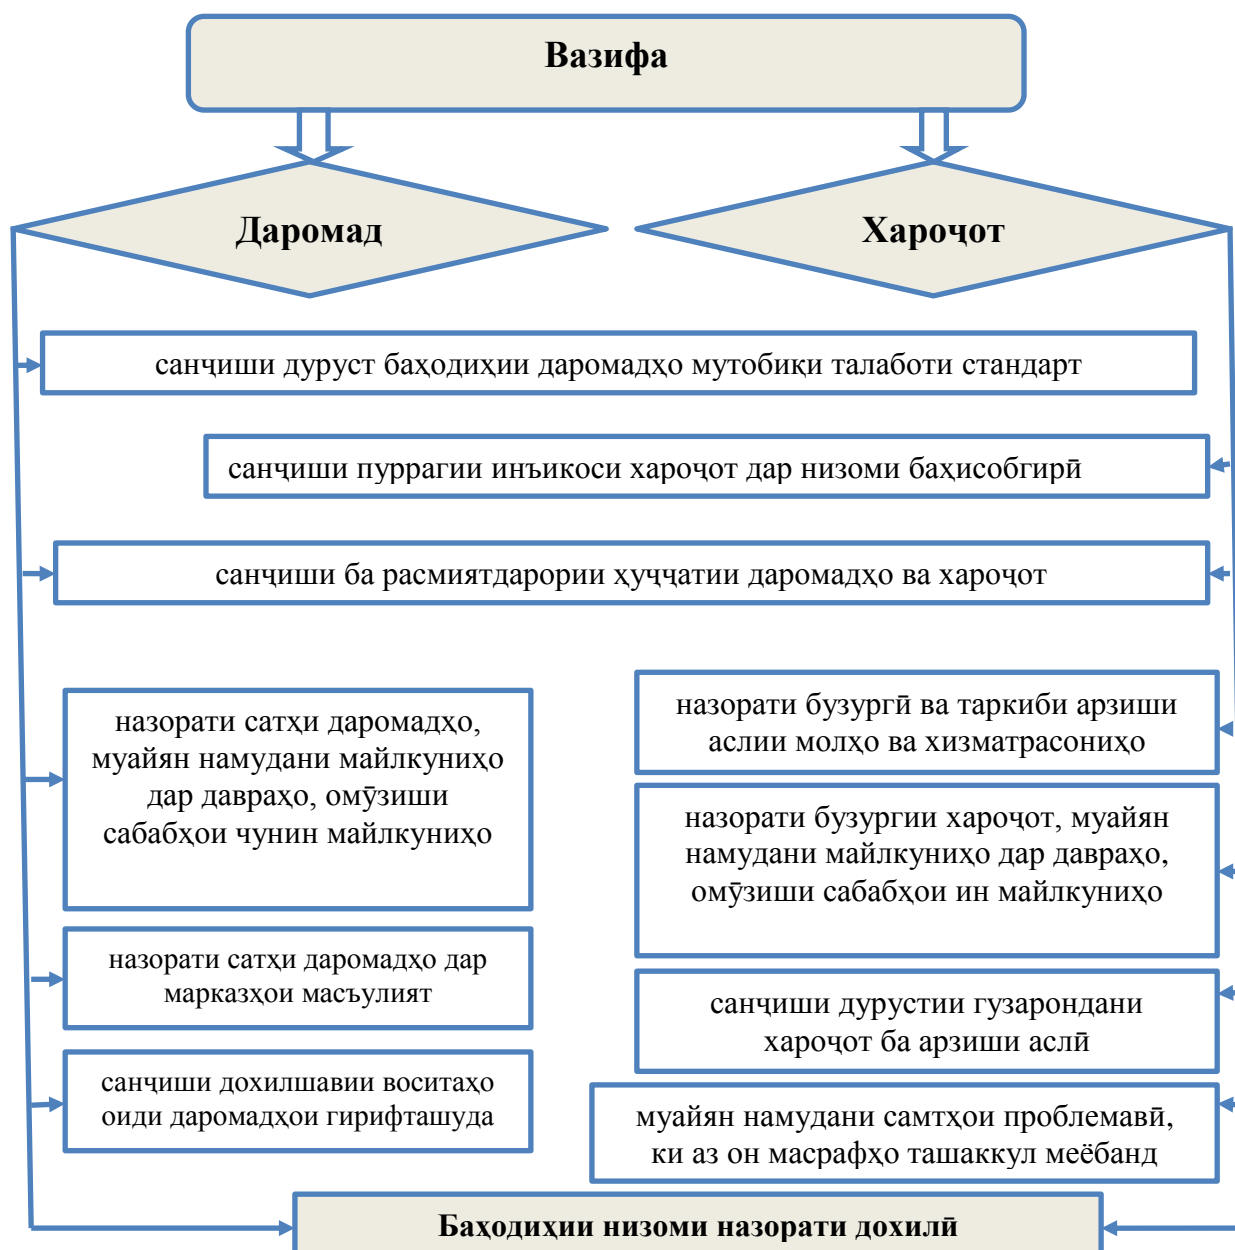 Вазифа
Даромад
Хароҷот
санҷиши дуруст баҳодиҳии даромадҳо мутобиқи талаботи стандарт
санҷиши пуррагии инъикоси хароҷот дар низоми баҳисобгирӣ
санҷиши ба расмиятдарории ҳуҷҷатии даромадҳо ва хароҷот
назорати сатҳи даромадҳо,
муайян намудани майлкуниҳо
дар давраҳо, омӯзиши
сабабҳои чунин майлкуниҳо
назорати сатҳи даромадҳо дар
марказҳои масъулият
санҷиши дохилшавии воситаҳо
оиди даромадҳои гирифташуда
назорати бузургӣ ва таркиби арзиши
аслии молҳо ва хизматрасониҳо
назорати бузургии хароҷот, муайян
намудани майлкуниҳо дар давраҳо,
омӯзиши сабабҳои ин майлкуниҳо
санҷиши дурустии гузарондани
хароҷот ба арзиши аслӣ
муайян намудани самтҳои проблемавӣ,
ки аз он масрафҳо ташаккул меёбанд
Баҳодиҳии низоми назорати дохилӣ